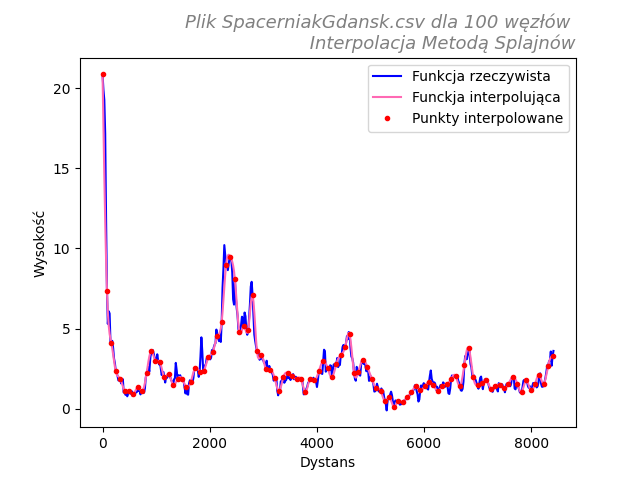 Plik SpacerniakGdansk.csv dla 100 węzłów
Interpolacja Metodą Splajnów
Funkcja rzeczywista
Funckja interpolująca
Punkty interpolowane
20
15
10
5
0
Wysokość
0 2000 4000 6000 8000
Dystans